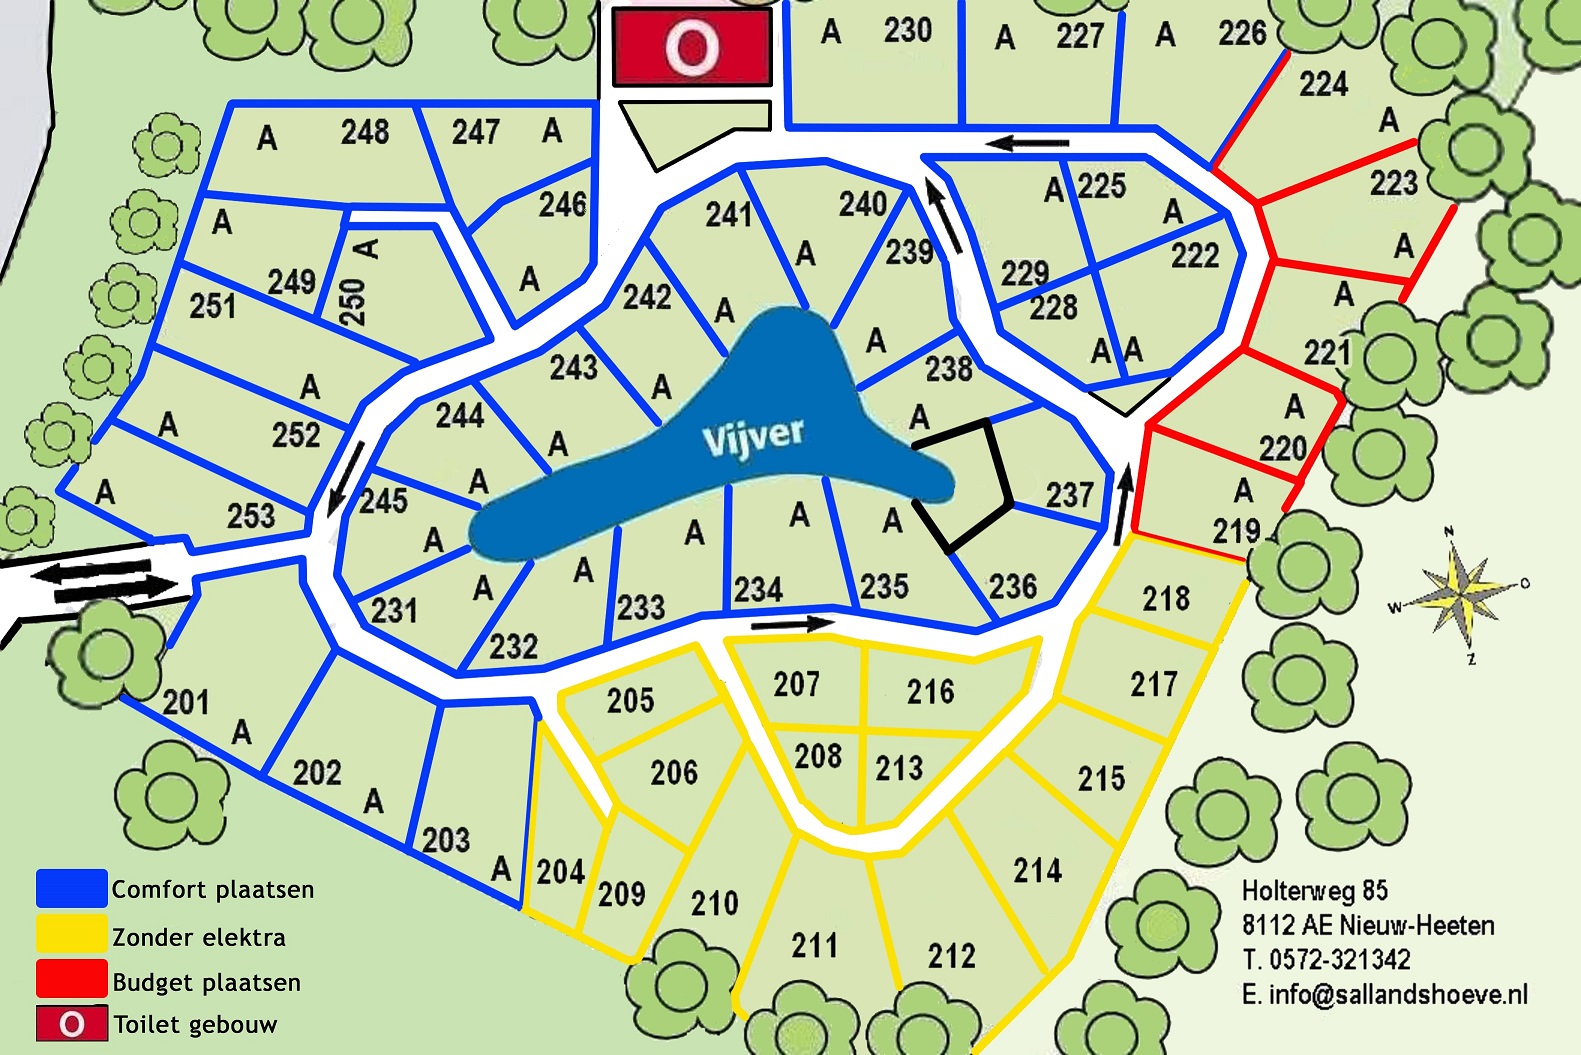 O
A 230
A 227
A 226
224
A
A 248
247 A
223
A
246
A
A
249
250 A
251
A
A
252
A
253
241
A
240
239
A
242
A
243
A
244
A
245
A
A 225
A
222
229
228
A A
A
221
238
A
A
220
A
219
237
Vijver
A
231
A
232
A
233
A
234
A
235
A
236
218
217
N
O
W
Z
201
A
202
A
203
A
204
205
206
207
216
208
213
215
214
209
210
211
212
Comfort plaatsen
Zonder elektra
Budget plaatsen
O Toilet gebouw
Holterweg 85
8112 AE Nieuw-Heeten
T. 0572-321342
E. info@sallandshoeve.nl